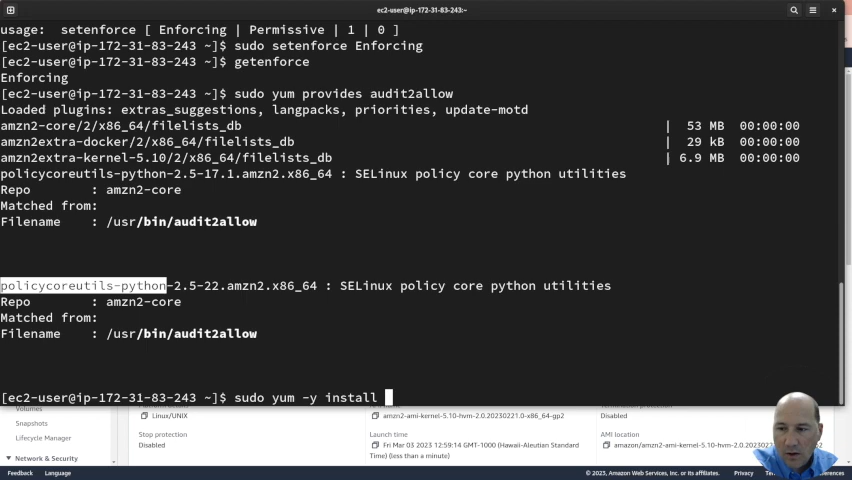 ec2-user@ip-172-31-83-243:~
usage:  setenforce [ Enforcing | Permissive | 1 | 0 ]
[ec2-user@ip-172-31-83-243 ~]$ sudo setenforce Enforcing
[ec2-user@ip-172-31-83-243 ~]$ getenforce
Enforcing
[ec2-user@ip-172-31-83-243 ~]$ sudo yum provides audit2allow
Loaded plugins: extras_suggestions, langpacks, priorities, update-motd
amzn2-core/2/x86_64/filelists_db | 53 MB 00:00:00
amzn2extra-docker/2/x86_64/filelists_db | 29 kB 00:00:00
amzn2extra-kernel-5.10/2/x86_64/filelists_db | 6.9 MB 00:00:00
policycoreutils-python-2.5-17.1.amzn2.x86_64 : SELinux policy core python utilities
Repo : amzn2-core
Matched from:
Filename : /usr/bin/audit2allow
policycoreutils-python-2.5-22.amzn2.x86_64 : SELinux policy core python utilities
Repo : amzn2-core
Matched from:
Filename : /usr/bin/audit2allow
[ec2-user@ip-172-31-83-243 ~]$ sudo yum -y install
Volumes
Snapshots
Lifecycle Manager
Network & Security
Linux/UNIX
Stop protection
Disabled
amzn2-ami-kernel-5.10-hvm-2.0.20230221.0-x86_64-gp2
Launch time
Fri Mar 03 2023 12:59:14 GMT-1000 (Hawaii-Aleutian Standard
Time) (less than a minute)
Disabled
AMI location
amazon/amzn2-ami-kernel-5.10-hvm-2.0.20230221.
Feedback Language
© 2023, Amazon Web Services, Inc. or its affiliates. Privacy Terms